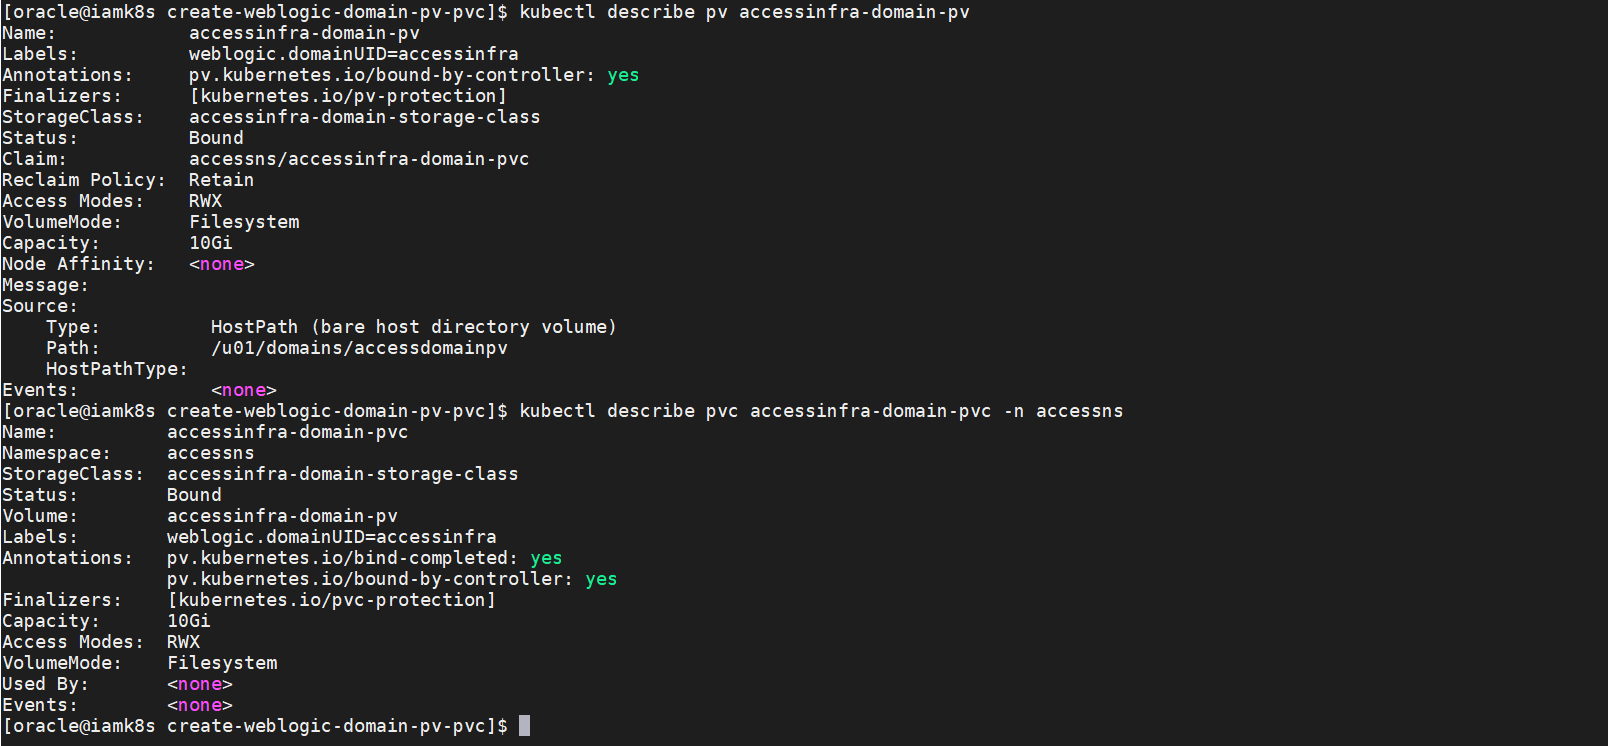 [oracle@iamk8s create-weblogic-domain-pv-pvc]$ kubectl describe pv accessinfra-domain-pv
Name:            accessinfra-domain-pv
Labels:          weblogic.domainUID=accessinfra
Annotations:     pv.kubernetes.io/bound-by-controller: yes
Finalizers:      [kubernetes.io/pv-protection]
StorageClass:    accessinfra-domain-storage-class
Status:          Bound
Claim:           accessns/accessinfra-domain-pvc
Reclaim Policy:  Retain
Access Modes:    RWX
VolumeMode:      Filesystem
Capacity:        10Gi
Node Affinity:   <none>
Message:
Source:
    Type:          HostPath (bare host directory volume)
    Path:          /u01/domains/accessdomainpv
    HostPathType:
Events:            <none>
[oracle@iamk8s create-weblogic-domain-pv-pvc]$ kubectl describe pvc accessinfra-domain-pvc -n accessns
Name:          accessinfra-domain-pvc
Namespace:     accessns
StorageClass:  accessinfra-domain-storage-class
Status:        Bound
Volume:        accessinfra-domain-pv
Labels:        weblogic.domainUID=accessinfra
Annotations:   pv.kubernetes.io/bind-completed: yes
               pv.kubernetes.io/bound-by-controller: yes
Finalizers:    [kubernetes.io/pvc-protection]
Capacity:      10Gi
Access Modes:  RWX
VolumeMode:    Filesystem
Used By:       <none>
Events:        <none>
[oracle@iamk8s create-weblogic-domain-pv-pvc]$